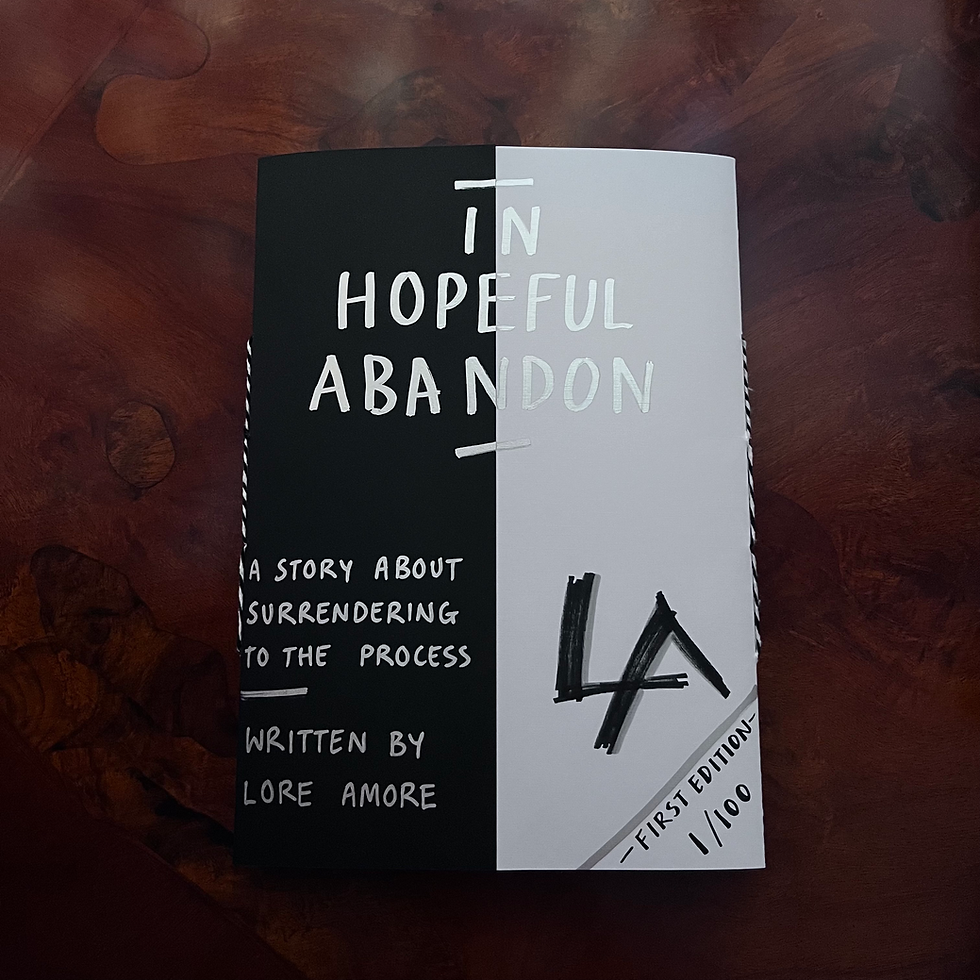 IN
HOPEFUL
ABANDON
A STORY ABOUT
SURRENDERING
TO THE PROCESS
WRITTEN BY
LORE AMORE
LA
—FIRST EDITION—
1/100